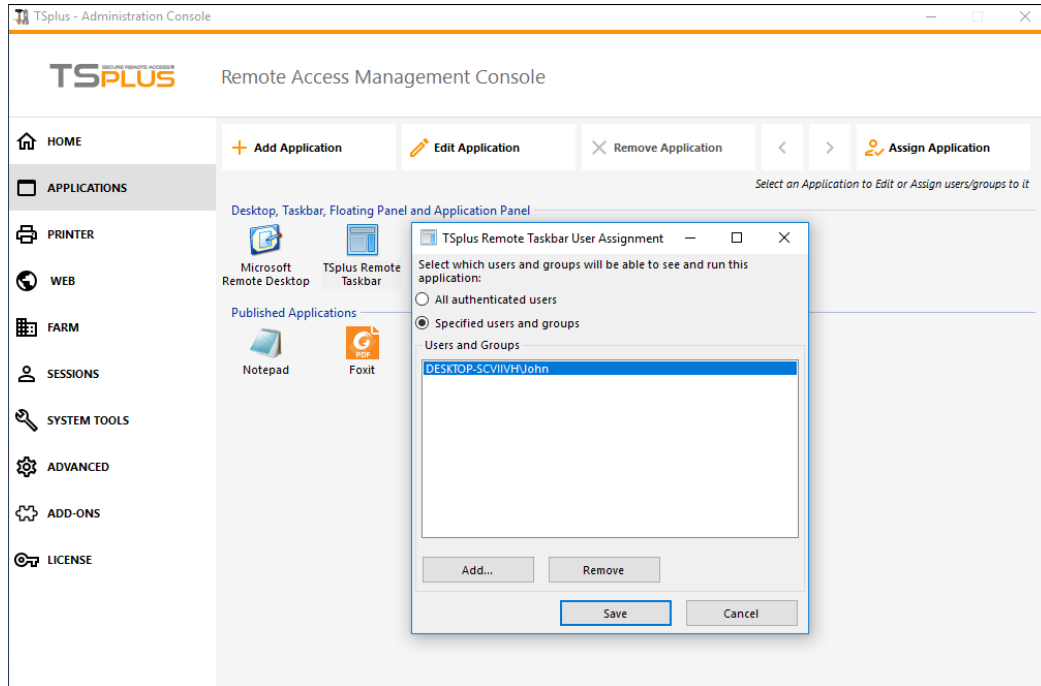 TSplus - Administration Console
SECURE REMOTE ACCESS
TSPLUS
Remote Access Management Console
HOME
APPLICATIONS
PRINTER
WEB
FARM
SESSIONS
SYSTEM TOOLS
ADVANCED
ADD-ONS
LICENSE
Add Application
Edit Application
Remove Application
Assign Application
Select an Application to Edit or Assign users/groups to it
Desktop, Taskbar, Floating Panel and Application Panel
Microsoft
Remote Desktop
TSplus Remote
Taskbar
Published Applications
Notepad
PDF
Foxit
TSplus Remote Taskbar User Assignment
Select which users and groups will be able to see and run this
application:
All authenticated users
Specified users and groups
Users and Groups
DESKTOP-SCVIIVH\John
Add...
Remove
Save
Cancel